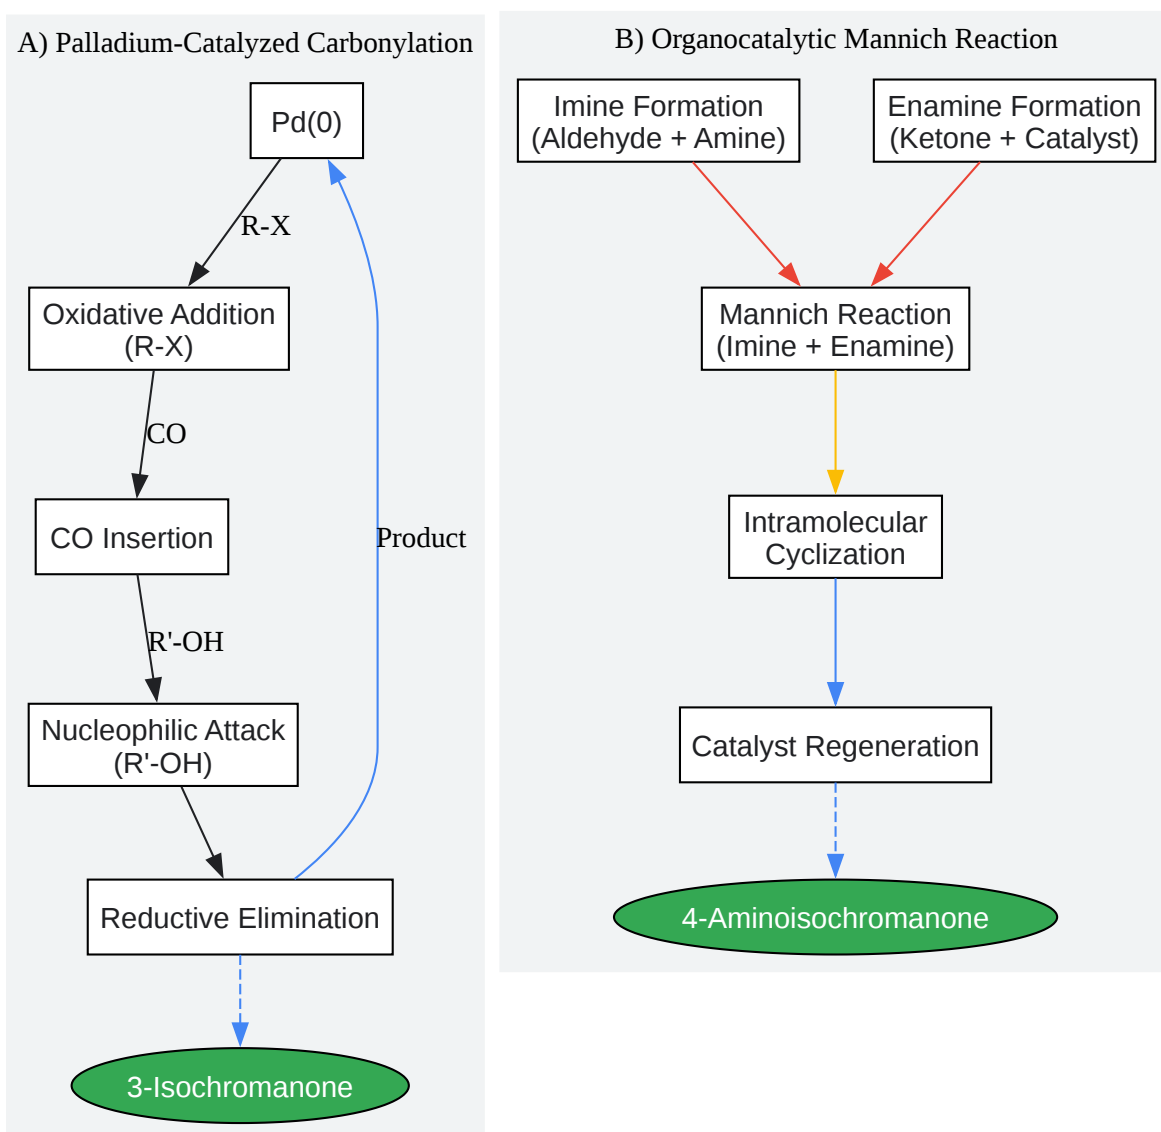 A) Palladium-Catalyzed Carbonylation
Pd(0)
R-X
Oxidative Addition
(R-X)
CO
CO Insertion
Product
R'-OH
Nucleophilic Attack
(R'-OH)
Reductive Elimination
3-Isochromanone
B) Organocatalytic Mannich Reaction
Imine Formation
(Aldehyde + Amine)
Enamine Formation
(Ketone + Catalyst)
Mannich Reaction
(Imine + Enamine)
Intramolecular
Cyclization
Catalyst Regeneration
4-Aminoisochromanone